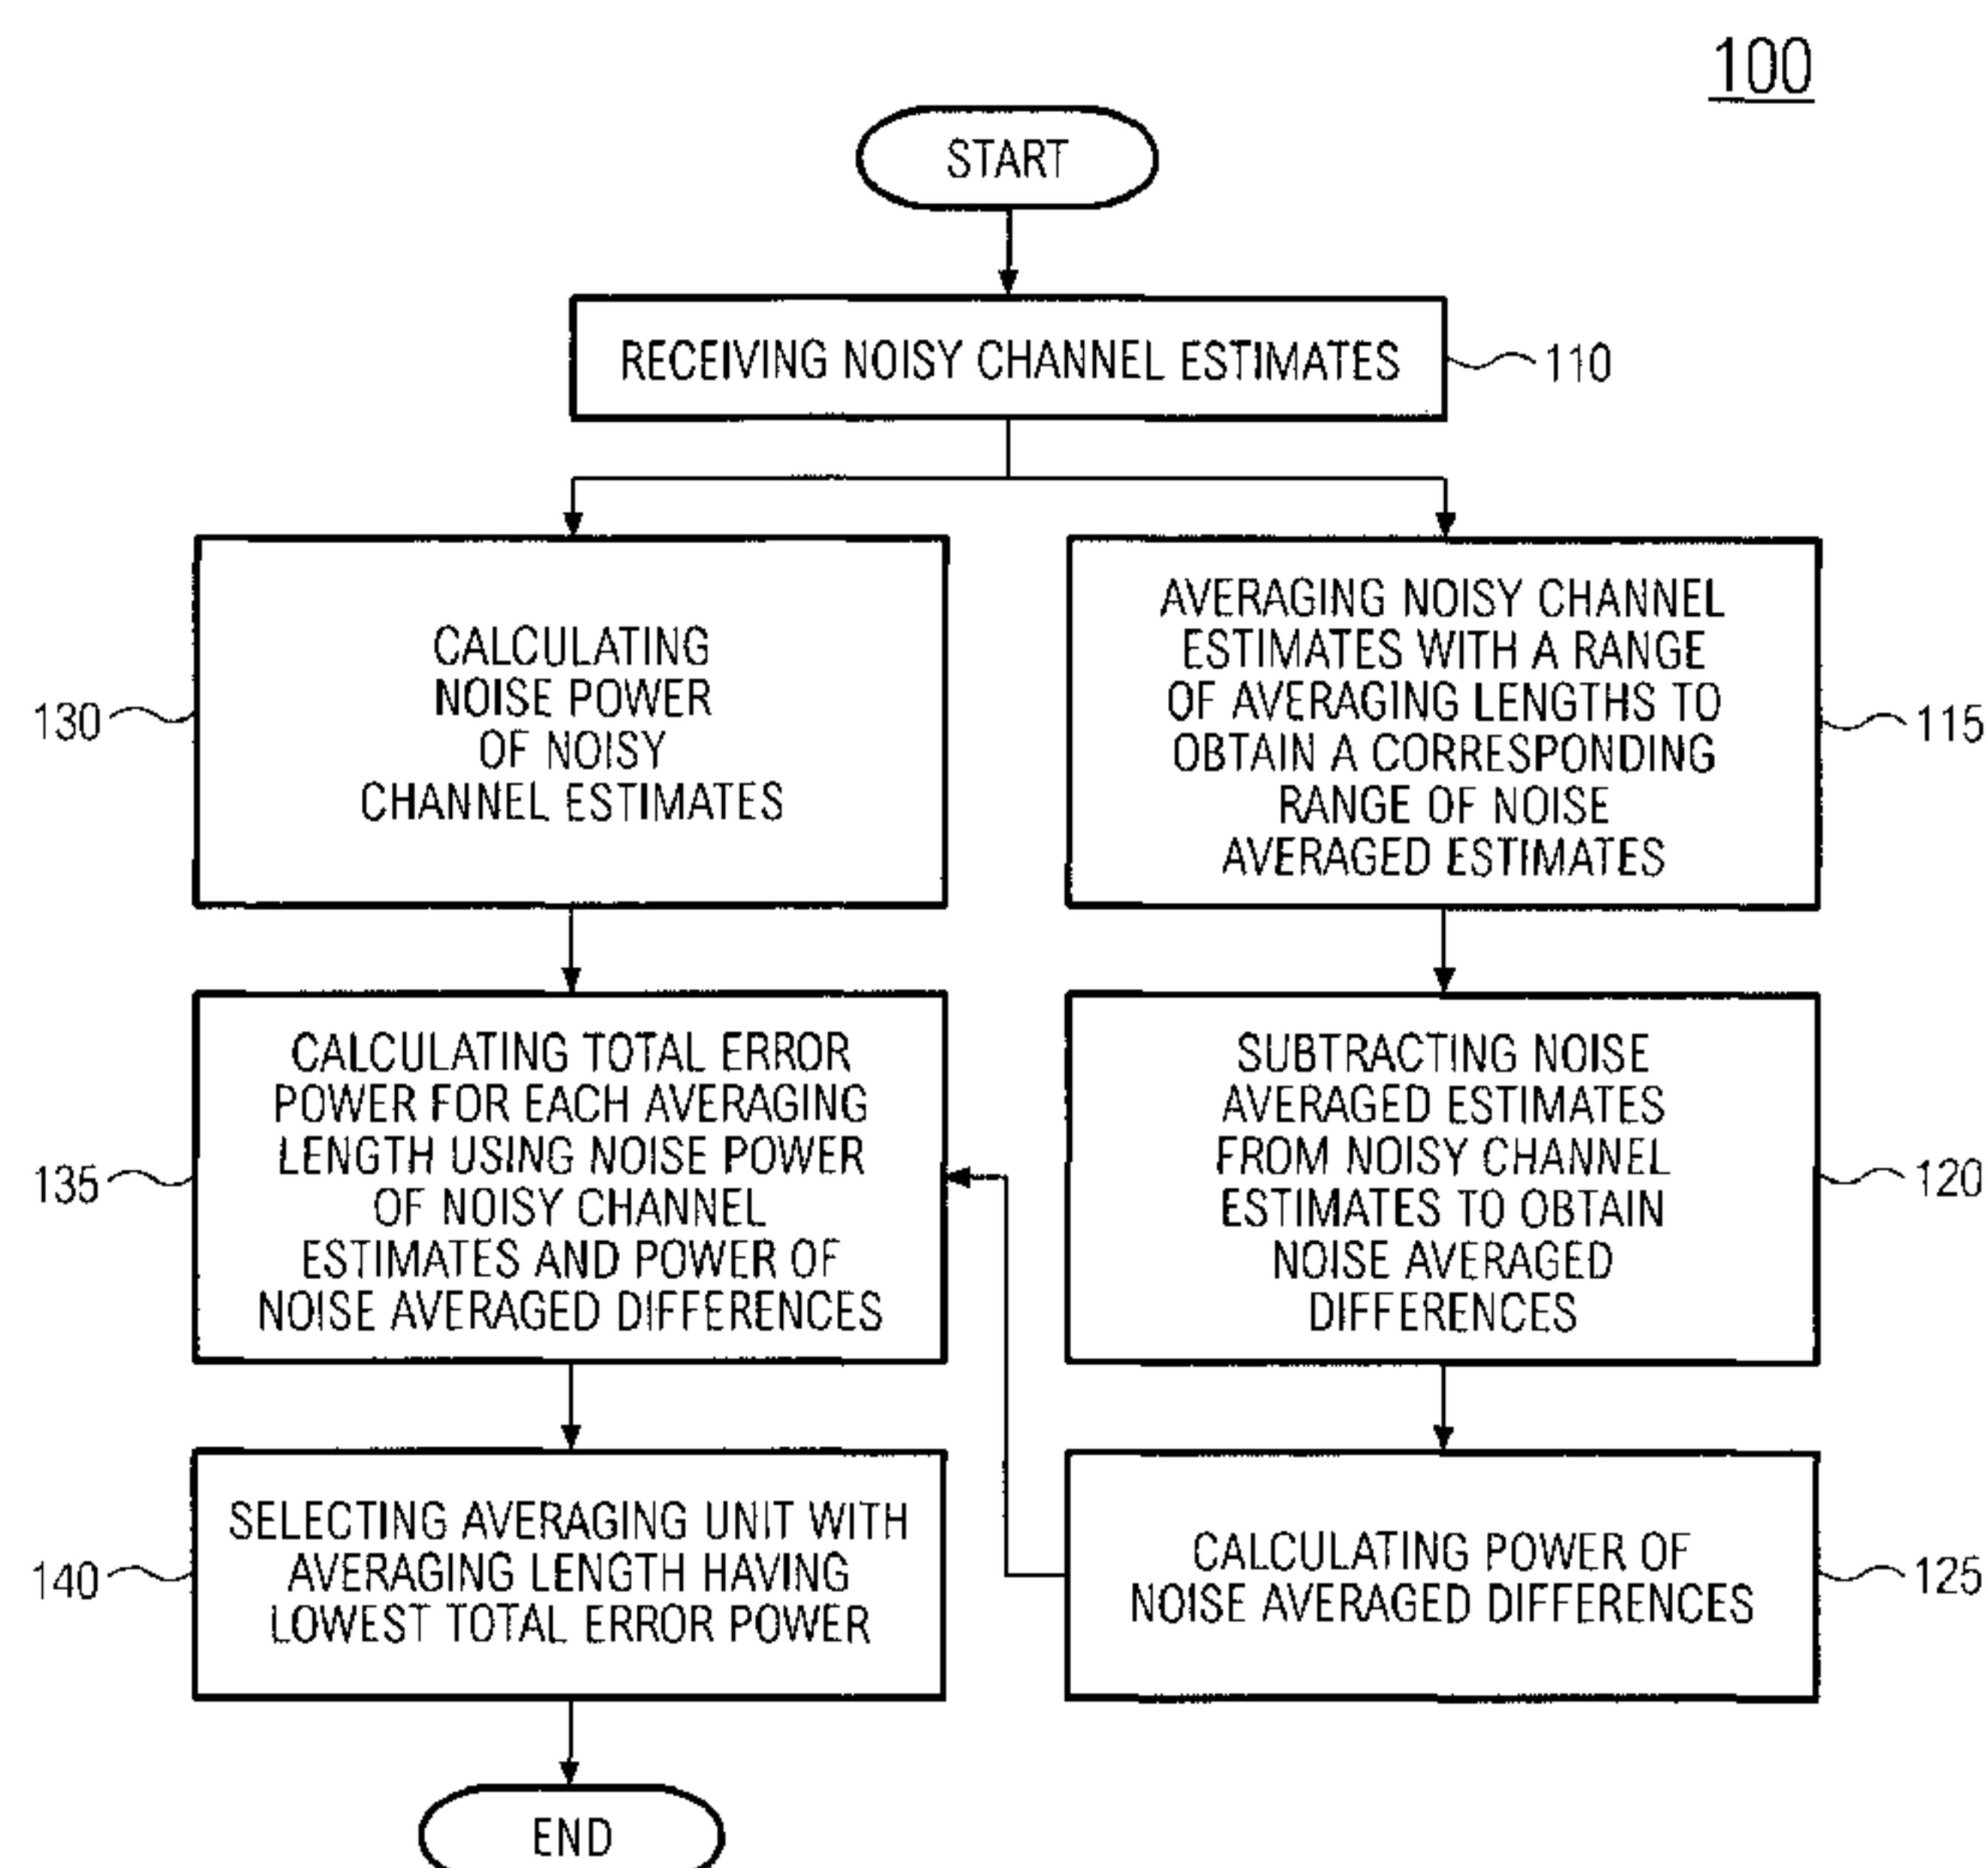 100
START
RECEIVING NOISY CHANNEL ESTIMATES
110
CALCULATING
NOISE POWER
OF NOISY
CHANNEL ESTIMATES
130
AVERAGING NOISY CHANNEL
ESTIMATES WITH A RANGE
OF AVERAGING LENGTHS TO
OBTAIN A CORRESPONDING
RANGE OF NOISE
AVERAGED ESTIMATES
115
CALCULATING TOTAL ERROR
POWER FOR EACH AVERAGING
LENGTH USING NOISE POWER
OF NOISY CHANNEL
ESTIMATES AND POWER OF
NOISE AVERAGED DIFFERENCES
135
SUBTRACTING NOISE
AVERAGED ESTIMATES
FROM NOISY CHANNEL
ESTIMATES TO OBTAIN
NOISE AVERAGED
DIFFERENCES
120
SELECTING AVERAGING UNIT WITH
AVERAGING LENGTH HAVING
LOWEST TOTAL ERROR POWER
140
CALCULATING POWER OF
NOISE AVERAGED DIFFERENCES
125
END